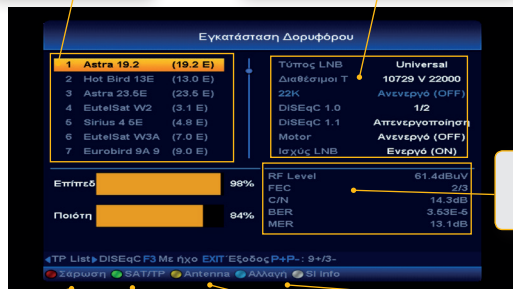 Εγκατάσταση Δορυφόρου
1 Astra 19.2 (19.2 E)
2 Hot Bird 13E (13.0 E)
3 Astra 23.5E (23.5 E)
4 EutelSat W2 (3.1 E)
5 Sirius 4 5E (4.8 E)
6 EutelSat W3A (7.0 E)
7 Eurobird 9A 9 (9.0 E)
Τύπος LNB Universal
Διαθέσιμοι T 10729 V 22000
22K Ανενεργό (OFF)
DiSEqC 1.0 1/2
DiSEqC 1.1 Απενεργοποίηση
Motor Ανενεργό (OFF)
Ισχύς LNB Ενεργό (ON)
Επίπεδ 98%
Ποιότη 84%
RF Level 61.4dBuV
FEC 2/3
C/N 14.3dB
BER 3.53E-5
MER 13.1dB
TP List DISEqC F3 Με ήχο EXIT Έξοδος P+P-: 9+/3-
Σάρωση SAT/TP Antenna Αλλαγή SI Info